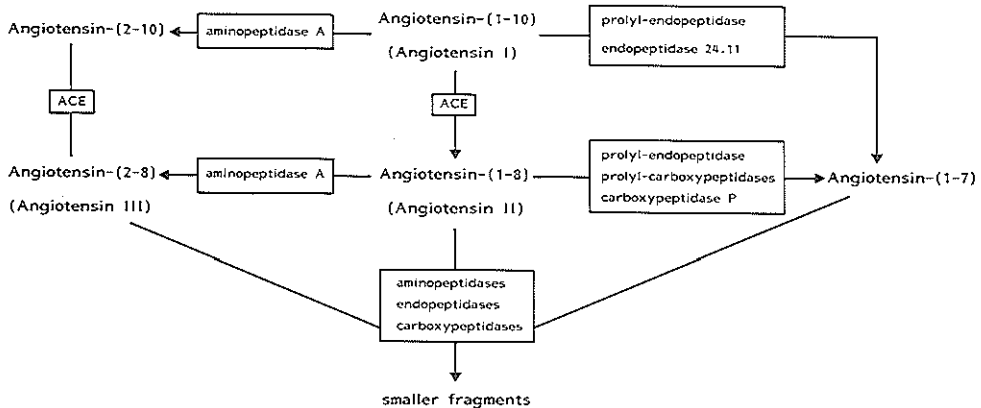 Angiotensin-(2-10)
aminopeptidase A
Angiotensin-(1-10)
(Angiotensin I)
prolyl-endopeptidase
endopeptidase 24.11
ACE
ACE
Angiotensin-(2-8)
(Angiotensin III)
aminopeptidase A
Angiotensin-(1-8)
(Angiotensin II)
prolyl-endopeptidase
prolyl-carboxypeptidases
carboxypeptidase P
Angiotensin-(1-7)
aminopeptidases
endopeptidases
carboxypeptidases
smaller fragments